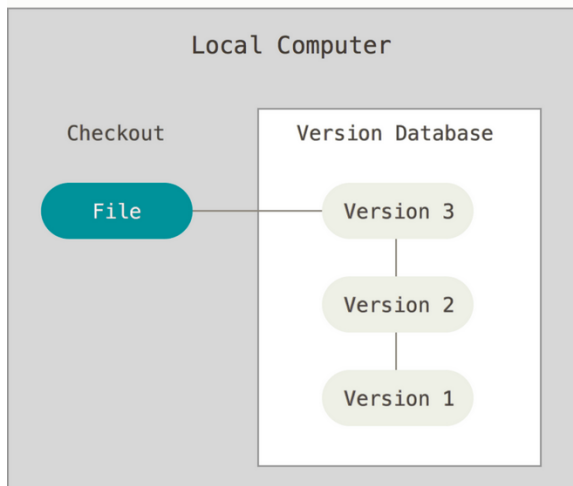 Local Computer
Checkout
Version Database
File
Version 3
Version 2
Version 1